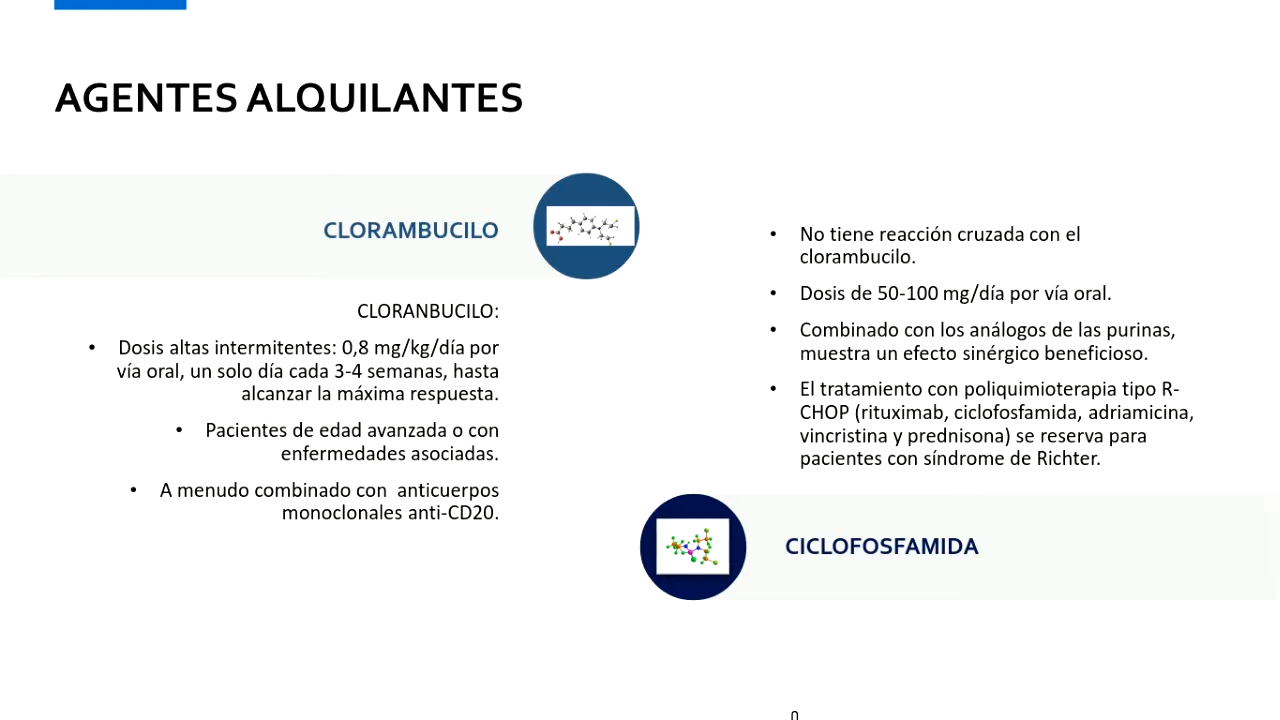 AGENTES ALQUILANTES
CLORAMBUCILO
CLORANBUCILO:
• Dosis altas intermitentes: 0,8 mg/kg/día por
vía oral, un solo día cada 3-4 semanas, hasta
alcanzar la máxima respuesta.
• Pacientes de edad avanzada o con
enfermedades asociadas.
• A menudo combinado con anticuerpos
monoclonales anti-CD20.
• No tiene reacción cruzada con el
clorambucilo.
• Dosis de 50-100 mg/día por vía oral.
• Combinado con los análogos de las purinas,
muestra un efecto sinérgico beneficioso.
• El tratamiento con poliquimioterapia tipo R-
CHOP (rituximab, ciclofosfamida, adriamicina,
vincristina y prednisona) se reserva para
pacientes con síndrome de Richter.
CICLOFOSFAMIDA